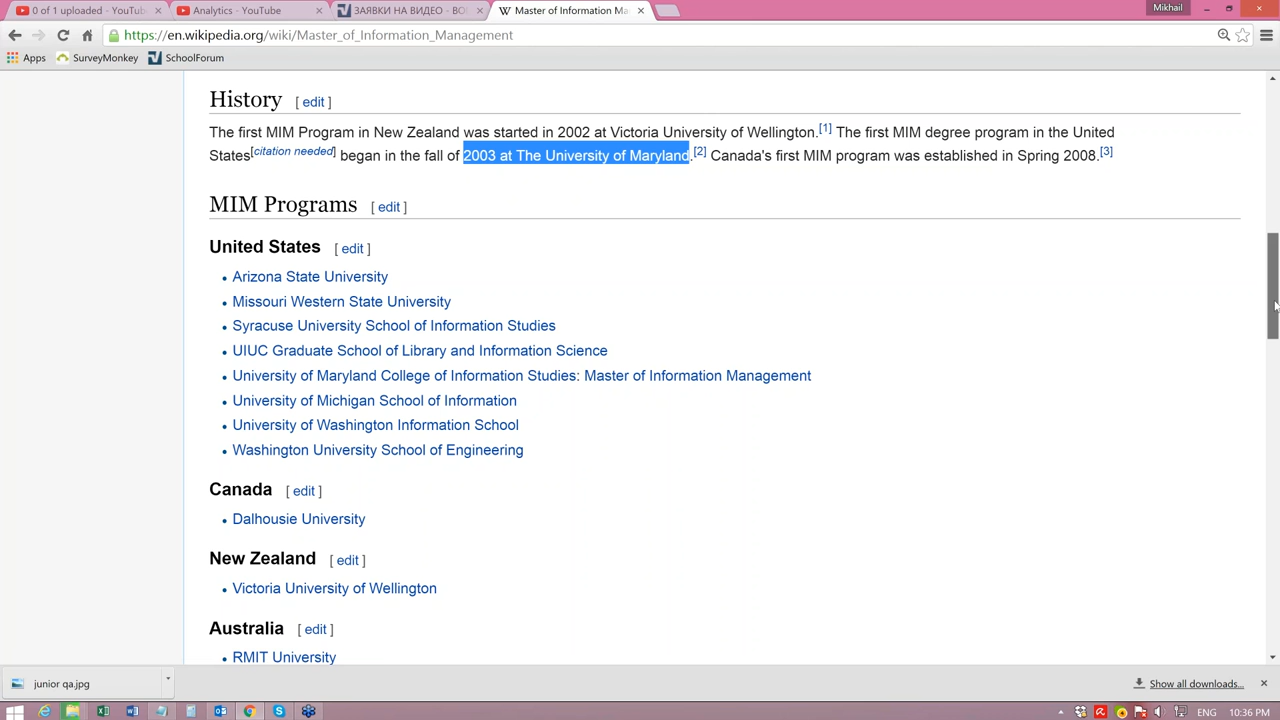 0 of 1 uploaded - YouTub
Analytics - YouTube
ЗАЯВКИ НА ВИДЕО - ВО
Master of Information Ma
Mikhail
https://en.wikipedia.org/wiki/Master_of_Information_Management
Apps
SurveyMonkey
SchoolForum
History [ edit ]
The first MIM Program in New Zealand was started in 2002 at Victoria University of Wellington.[1] The first MIM degree program in the United
States[citation needed] began in the fall of 2003 at The University of Maryland.[2] Canada's first MIM program was established in Spring 2008.[3]
MIM Programs [ edit ]
United States [ edit ]
• Arizona State University
• Missouri Western State University
• Syracuse University School of Information Studies
• UIUC Graduate School of Library and Information Science
• University of Maryland College of Information Studies: Master of Information Management
• University of Michigan School of Information
• University of Washington Information School
• Washington University School of Engineering
Canada [ edit ]
• Dalhousie University
New Zealand [ edit ]
• Victoria University of Wellington
Australia [ edit ]
• RMIT University
junior qa.jpg
Show all downloads...
ENG
10:36 PM